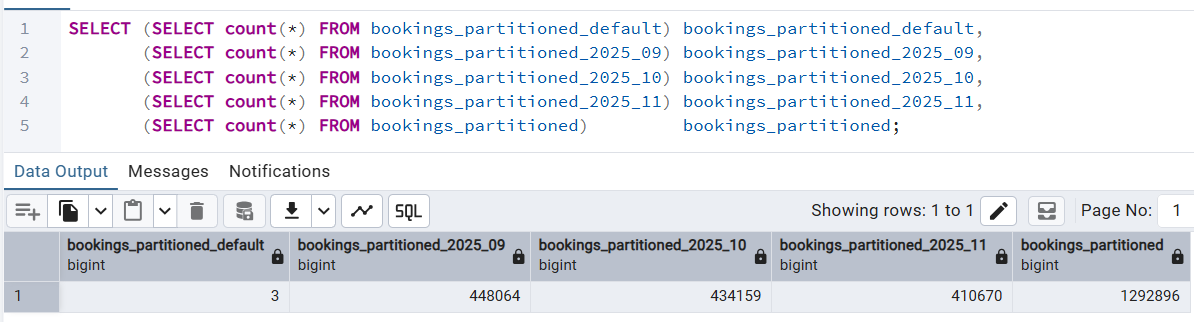 1 SELECT (SELECT count(*) FROM bookings_partitioned_default) bookings_partitioned_default,
2 (SELECT count(*) FROM bookings_partitioned_2025_09) bookings_partitioned_2025_09,
3 (SELECT count(*) FROM bookings_partitioned_2025_10) bookings_partitioned_2025_10,
4 (SELECT count(*) FROM bookings_partitioned_2025_11) bookings_partitioned_2025_11,
5 (SELECT count(*) FROM bookings_partitioned) bookings_partitioned;
Data Output Messages Notifications
SQL Showing rows: 1 to 1 Page No: 1
bookings_partitioned_default bookings_partitioned_2025_09 bookings_partitioned_2025_10 bookings_partitioned_2025_11 bookings_partitioned
bigint bigint bigint bigint bigint
1 3 448064 434159 410670 1292896